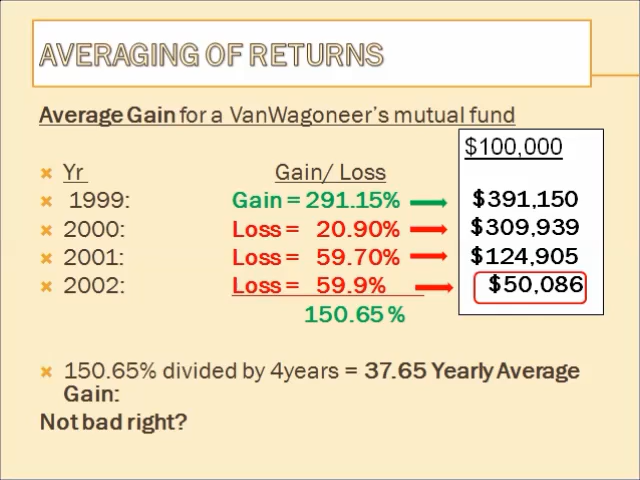 AVERAGING OF RETURNS
Average Gain for a VanWagoneer's mutual fund
$100,000
Yr Gain/ Loss
1999: Gain = 291.15% $391,150
2000: Loss = 20.90% $309,939
2001: Loss = 59.70% $124,905
2002: Loss = 59.9% $50,086
150.65 %
150.65% divided by 4years = 37.65 Yearly Average
Gain:
Not bad right?